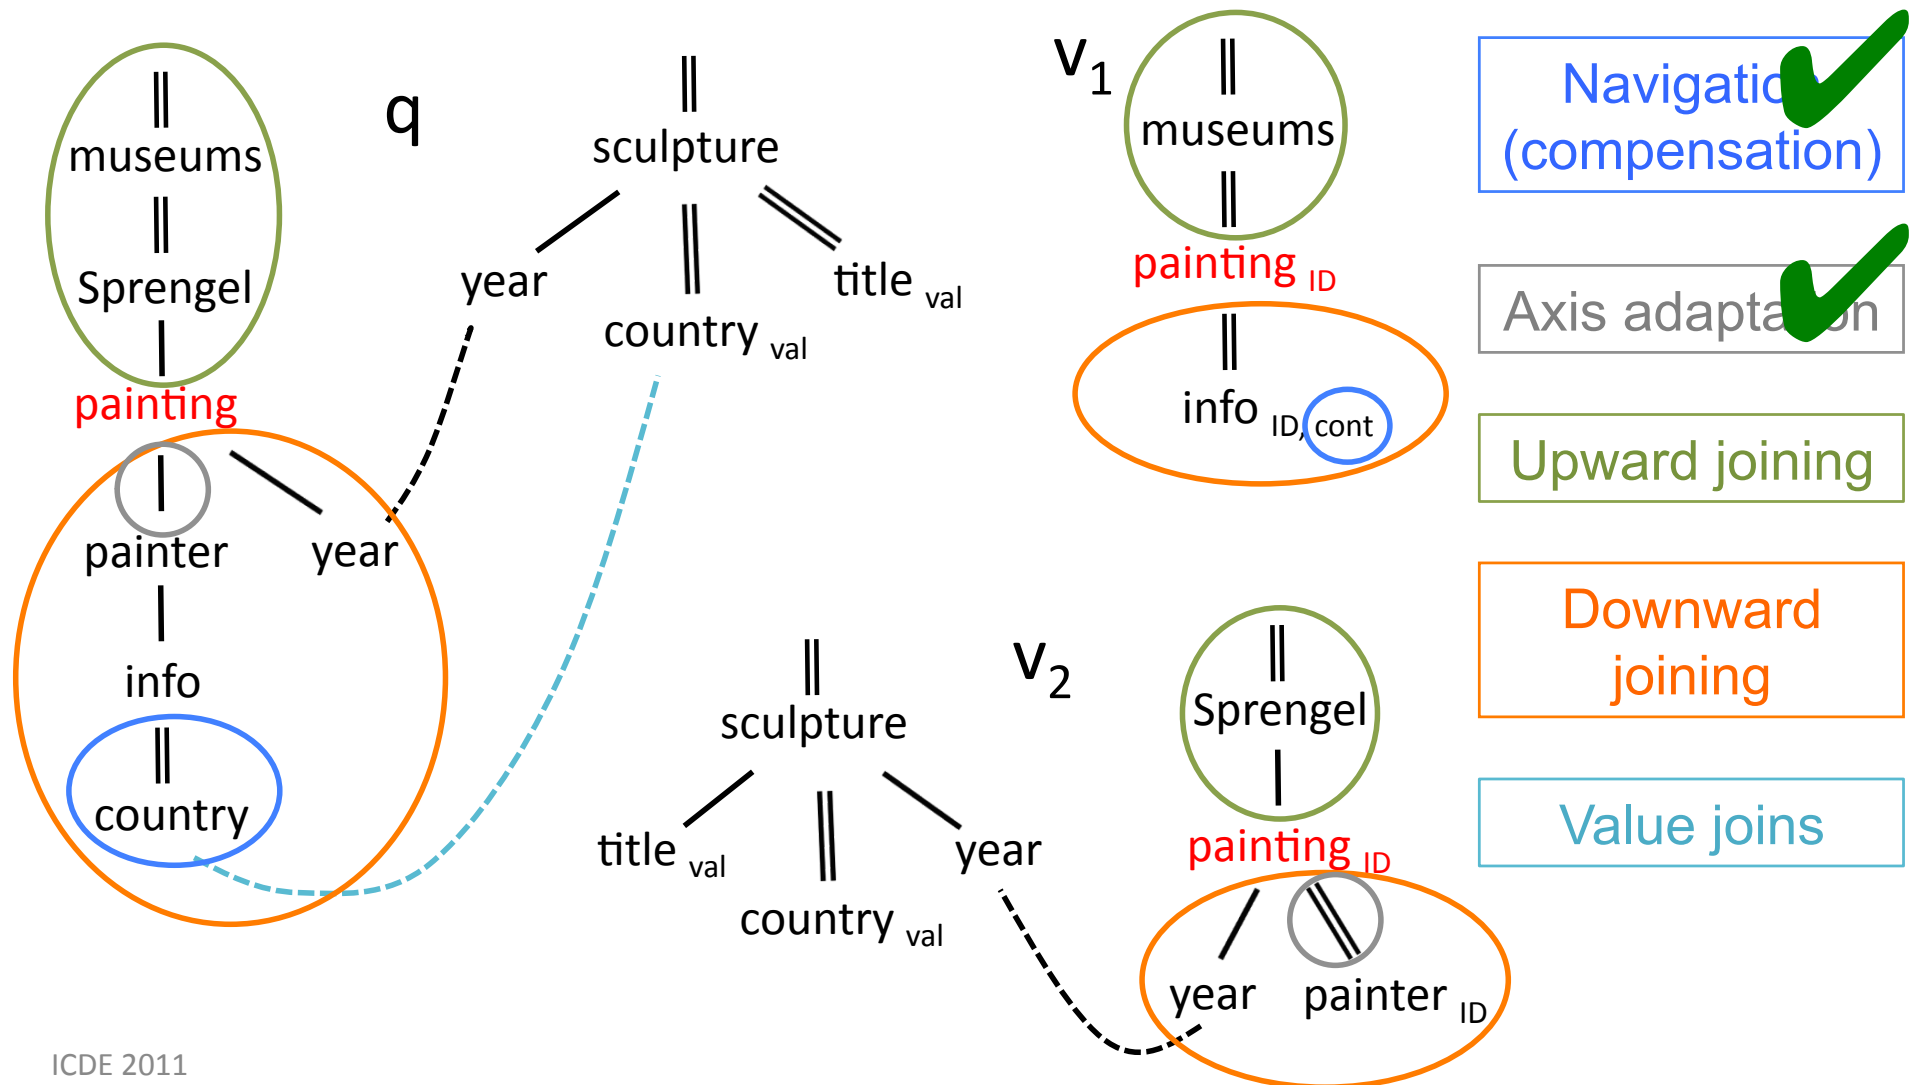 q
museums
Sprengel
painting
painter
year
info
country
sculpture
year
country val
title val
v1
museums
painting ID
info ID, cont
v2
sculpture
title val
country val
year
Sprengel
painting ID
year
painter ID
Navigation
(compensation)
Axis adaptation
Upward joining
Downward
joining
Value joins
ICDE 2011